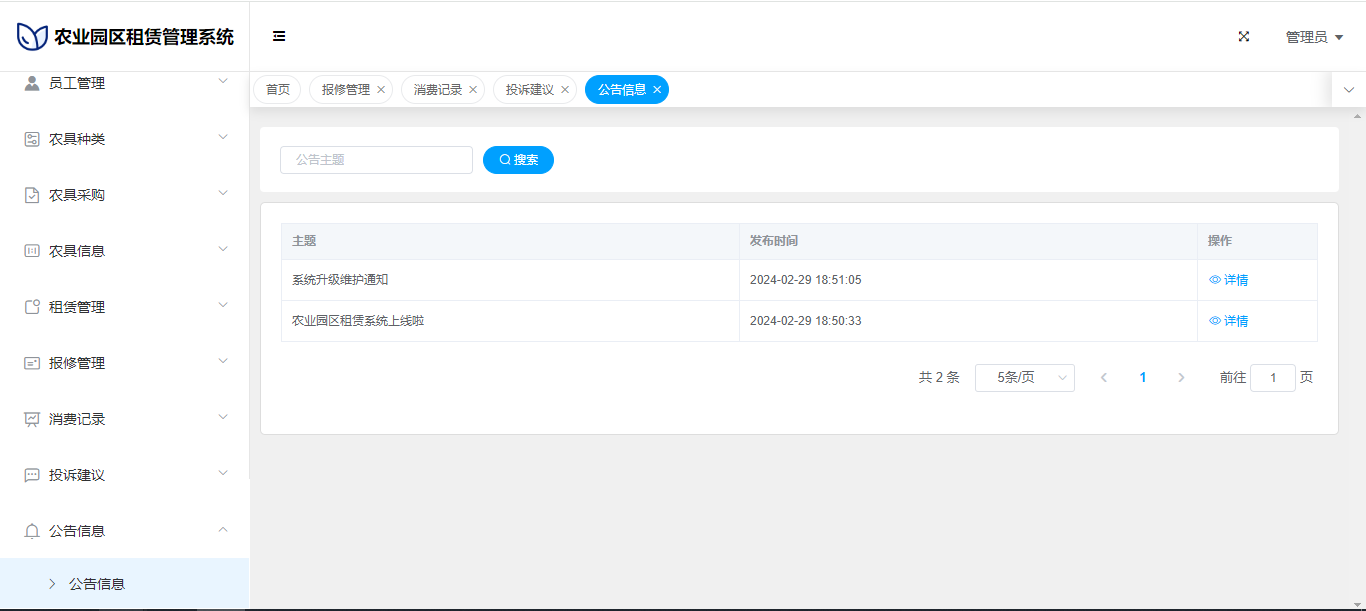 农业园区租赁管理系统
管理员
员工管理
农具种类
农具采购
农具信息
租赁管理
报修管理
消费记录
投诉建议
公告信息
公告信息
首页 报修管理 消费记录 投诉建议 公告信息
公告主题 搜索
主题 发布时间 操作
系统升级维护通知 2024-02-29 18:51:05 详情
农业园区租赁系统上线啦 2024-02-29 18:50:33 详情
共 2 条 5条/页 1 前往 1 页